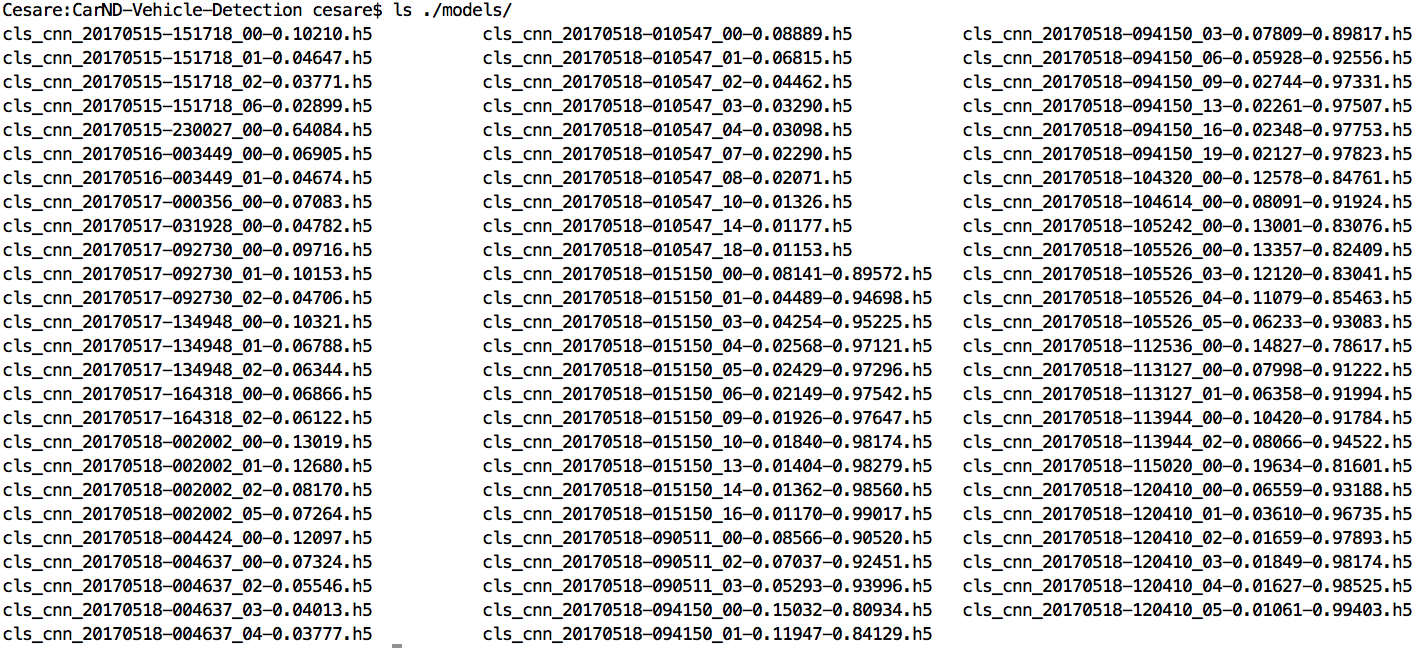 Cesare:CarND-Vehicle-Detection cesare$ ls ./models/
cls_cnn_20170515-151718_00-0.10210.h5 cls_cnn_20170518-010547_00-0.08889.h5 cls_cnn_20170518-094150_03-0.07809-0.89817.h5
cls_cnn_20170515-151718_01-0.04647.h5 cls_cnn_20170518-010547_01-0.06815.h5 cls_cnn_20170518-094150_06-0.05928-0.92556.h5
cls_cnn_20170515-151718_02-0.03771.h5 cls_cnn_20170518-010547_02-0.04462.h5 cls_cnn_20170518-094150_09-0.02744-0.97331.h5
cls_cnn_20170515-151718_06-0.02899.h5 cls_cnn_20170518-010547_03-0.03290.h5 cls_cnn_20170518-094150_13-0.02261-0.97507.h5
cls_cnn_20170515-230027_00-0.64084.h5 cls_cnn_20170518-010547_04-0.03098.h5 cls_cnn_20170518-094150_16-0.02348-0.97753.h5
cls_cnn_20170516-003449_00-0.06905.h5 cls_cnn_20170518-010547_07-0.02290.h5 cls_cnn_20170518-094150_19-0.02127-0.97823.h5
cls_cnn_20170516-003449_01-0.04674.h5 cls_cnn_20170518-010547_08-0.02071.h5 cls_cnn_20170518-104320_00-0.12578-0.84761.h5
cls_cnn_20170517-000356_00-0.07083.h5 cls_cnn_20170518-010547_10-0.01326.h5 cls_cnn_20170518-104614_00-0.08091-0.91924.h5
cls_cnn_20170517-031928_00-0.04782.h5 cls_cnn_20170518-010547_14-0.01177.h5 cls_cnn_20170518-105242_00-0.13001-0.83076.h5
cls_cnn_20170517-092730_00-0.09716.h5 cls_cnn_20170518-010547_18-0.01153.h5 cls_cnn_20170518-105526_00-0.13357-0.82409.h5
cls_cnn_20170517-092730_01-0.10153.h5 cls_cnn_20170518-015150_00-0.08141-0.89572.h5 cls_cnn_20170518-105526_03-0.12120-0.83041.h5
cls_cnn_20170517-092730_02-0.04706.h5 cls_cnn_20170518-015150_01-0.04489-0.94698.h5 cls_cnn_20170518-105526_04-0.11079-0.85463.h5
cls_cnn_20170517-134948_00-0.10321.h5 cls_cnn_20170518-015150_03-0.04254-0.95225.h5 cls_cnn_20170518-105526_05-0.06233-0.93083.h5
cls_cnn_20170517-134948_01-0.06788.h5 cls_cnn_20170518-015150_04-0.02568-0.97121.h5 cls_cnn_20170518-112536_00-0.14827-0.78617.h5
cls_cnn_20170517-134948_02-0.06344.h5 cls_cnn_20170518-015150_05-0.02429-0.97296.h5 cls_cnn_20170518-113127_00-0.07998-0.91222.h5
cls_cnn_20170517-164318_00-0.06866.h5 cls_cnn_20170518-015150_06-0.02149-0.97542.h5 cls_cnn_20170518-113127_01-0.06358-0.91994.h5
cls_cnn_20170517-164318_02-0.06122.h5 cls_cnn_20170518-015150_09-0.01926-0.97647.h5 cls_cnn_20170518-113944_00-0.10420-0.91784.h5
cls_cnn_20170518-002002_00-0.13019.h5 cls_cnn_20170518-015150_10-0.01840-0.98174.h5 cls_cnn_20170518-113944_02-0.08066-0.94522.h5
cls_cnn_20170518-002002_01-0.12680.h5 cls_cnn_20170518-015150_13-0.01404-0.98279.h5 cls_cnn_20170518-115020_00-0.19634-0.81601.h5
cls_cnn_20170518-002002_02-0.08170.h5 cls_cnn_20170518-015150_14-0.01362-0.98560.h5 cls_cnn_20170518-120410_00-0.06559-0.93188.h5
cls_cnn_20170518-002002_05-0.07264.h5 cls_cnn_20170518-015150_16-0.01170-0.99017.h5 cls_cnn_20170518-120410_01-0.03610-0.96735.h5
cls_cnn_20170518-004424_00-0.12097.h5 cls_cnn_20170518-090511_00-0.08566-0.90520.h5 cls_cnn_20170518-120410_02-0.01659-0.97893.h5
cls_cnn_20170518-004637_00-0.07324.h5 cls_cnn_20170518-090511_02-0.07037-0.92451.h5 cls_cnn_20170518-120410_03-0.01849-0.98174.h5
cls_cnn_20170518-004637_02-0.05546.h5 cls_cnn_20170518-090511_03-0.05293-0.93996.h5 cls_cnn_20170518-120410_04-0.01627-0.98525.h5
cls_cnn_20170518-004637_03-0.04013.h5 cls_cnn_20170518-094150_00-0.15032-0.80934.h5 cls_cnn_20170518-120410_05-0.01061-0.99403.h5
cls_cnn_20170518-004637_04-0.03777.h5 cls_cnn_20170518-094150_01-0.11947-0.84129.h5